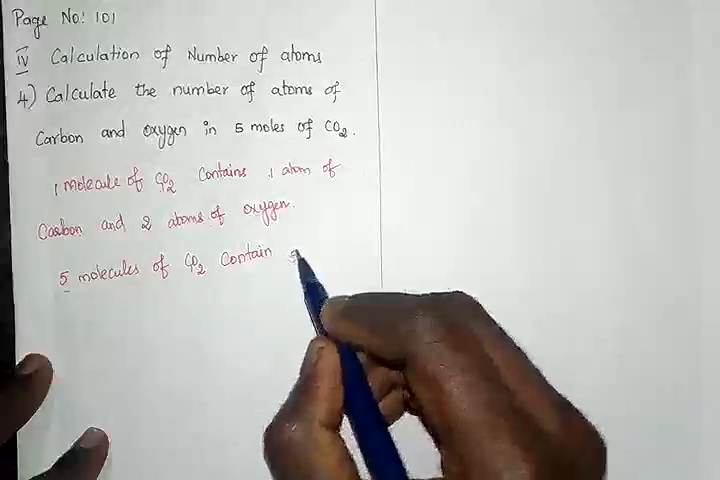 Page No: 101
IV Calculation of Number of atoms
4) Calculate the number of atoms of
Carbon and oxygen in 5 moles of CO2.
1 molecule of CO2 contains 1 atom of
Carbon and 2 atoms of oxygen.
5 molecules of CO2 Contain 5